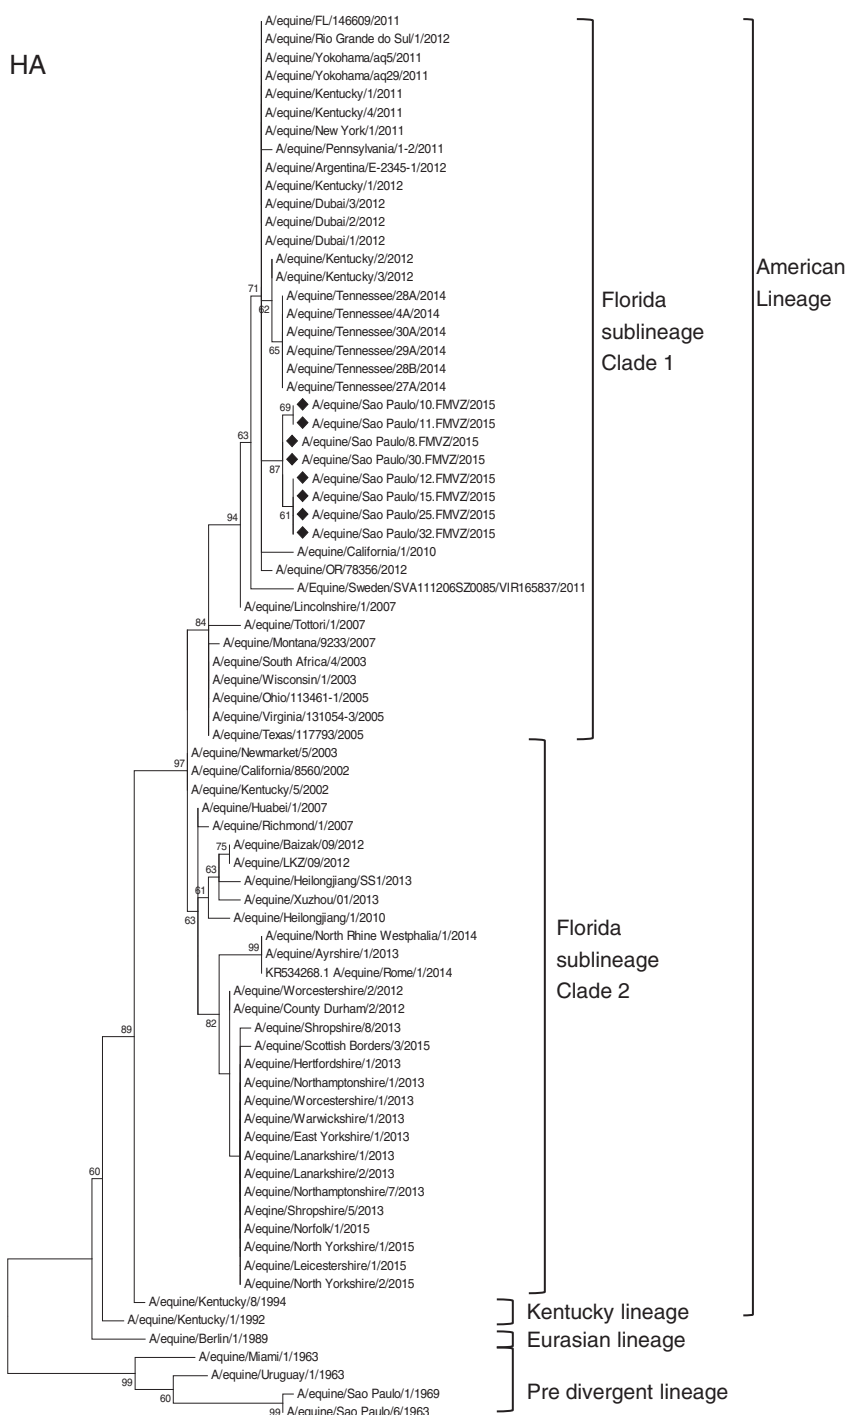 HA
A/equine/FL/146609/2011
A/equine/Rio Grande do Sul/1/2012
A/equine/Yokohama/aq5/2011
A/equine/Yokohama/aq29/2011
A/equine/Kentucky/1/2011
A/equine/Kentucky/4/2011
A/equine/New York/1/2011
A/equine/Pennsylvania/1-2/2011
A/equine/Argentina/E-2345-1/2012
A/equine/Kentucky/1/2012
A/equine/Dubai/3/2012
A/equine/Dubai/2/2012
A/equine/Dubai/1/2012
A/equine/Kentucky/2/2012
A/equine/Kentucky/3/2012
71
62
A/equine/Tennessee/28A/2014
A/equine/Tennessee/4A/2014
A/equine/Tennessee/30A/2014
65
A/equine/Tennessee/29A/2014
A/equine/Tennessee/28B/2014
A/equine/Tennessee/27A/2014
69
A/equine/Sao Paulo/10.FMVZ/2015
A/equine/Sao Paulo/11.FMVZ/2015
63
A/equine/Sao Paulo/8.FMVZ/2015
A/equine/Sao Paulo/30.FMVZ/2015
87
A/equine/Sao Paulo/12.FMVZ/2015
A/equine/Sao Paulo/15.FMVZ/2015
61
A/equine/Sao Paulo/25.FMVZ/2015
A/equine/Sao Paulo/32.FMVZ/2015
94
A/equine/California/1/2010
A/equine/OR/78356/2012
A/Equine/Sweden/SVA111206SZ0085/VIR165837/2011
A/equine/Lincolnshire/1/2007
84
A/equine/Tottori/1/2007
A/equine/Montana/9233/2007
A/equine/South Africa/4/2003
A/equine/Wisconsin/1/2003
A/equine/Ohio/113461-1/2005
A/equine/Virginia/131054-3/2005
A/equine/Texas/117793/2005
A/equine/Newmarket/5/2003
97
A/equine/California/8560/2002
A/equine/Kentucky/5/2002
A/equine/Huabei/1/2007
A/equine/Richmond/1/2007
75
A/equine/Baizak/09/2012
A/equine/LKZ/09/2012
63
A/equine/Heilongjiang/SS1/2013
61
A/equine/Xuzhou/01/2013
63
A/equine/Heilongjiang/1/2010
A/equine/North Rhine Westphalia/1/2014
99
A/equine/Ayrshire/1/2013
KR534268.1 A/equine/Rome/1/2014
A/equine/Worcestershire/2/2012
A/equine/County Durham/2/2012
82
A/equine/Shropshire/8/2013
A/equine/Scottish Borders/3/2015
A/equine/Hertfordshire/1/2013
A/equine/Northamptonshire/1/2013
A/equine/Worcestershire/1/2013
A/equine/Warwickshire/1/2013
A/equine/East Yorkshire/1/2013
A/equine/Lanarkshire/1/2013
A/equine/Lanarkshire/2/2013
A/equine/Northamptonshire/7/2013
A/eqine/Shropshire/5/2013
A/equine/Norfolk/1/2015
A/equine/North Yorkshire/1/2015
A/equine/Leicestershire/1/2015
A/equine/North Yorkshire/2/2015
89
60
A/equine/Kentucky/8/1994
A/equine/Kentucky/1/1992
A/equine/Berlin/1/1989
A/equine/Miami/1/1963
99
A/equine/Uruguay/1/1963
60
A/equine/Sao Paulo/1/1969
99
A/equine/Sao Paulo/6/1963
Florida
sublineage
Clade 1
American
Lineage
Florida
sublineage
Clade 2
Kentucky lineage
Eurasian lineage
Pre divergent lineage